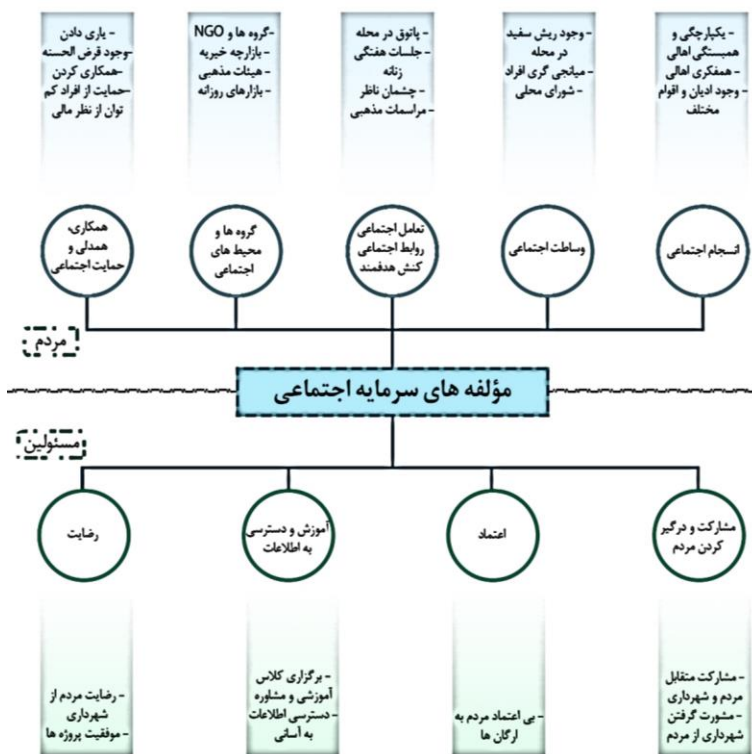 - یکپارچگی و
همبستگی اهالی
- همفکری اهالی
- وجود ادیان و اقوام
مختلف
- وجود ریش سفید
در محله
- میانجی گری افراد
- شورای محلی
- پاتوق در محله
- جلسات هفتگی
زنانه
- چشمان ناظر
- مراسمات مذهبی
-گروه ها و NGO
- بازارچه خیریه
- هیئات مذهبی
- بازارهای روزانه
- یاری دادن
-وجود قرض الحسنه
-همکاری کردن
-حمایت از افراد کم
توان از نظر مالی
انسجام اجتماعی
وساطت اجتماعی
تعامل اجتماعی
روابط اجتماعی
کنش هدفمند
گروه ها و
محیط های
اجتماعی
همکاری،
همدلی و
حمایت اجتماعی
مردم
مؤلفه های سرمایه اجتماعی
مسئولین
مشارکت و درگیر
کردن مردم
اعتماد
آموزش و دسترسی
به اطلاعات
رضایت
- مشارکت متقابل
مردم و شهرداری
- مشورت گرفتن
شهرداری از مردم
- بی اعتماد مردم به
ارگان ها
- برگزاری کلاس
آموزشی و مشاوره
- دسترسی اطلاعات
به آسانی
- رضایت مردم از
شهرداری
- موفقیت پروژه ها